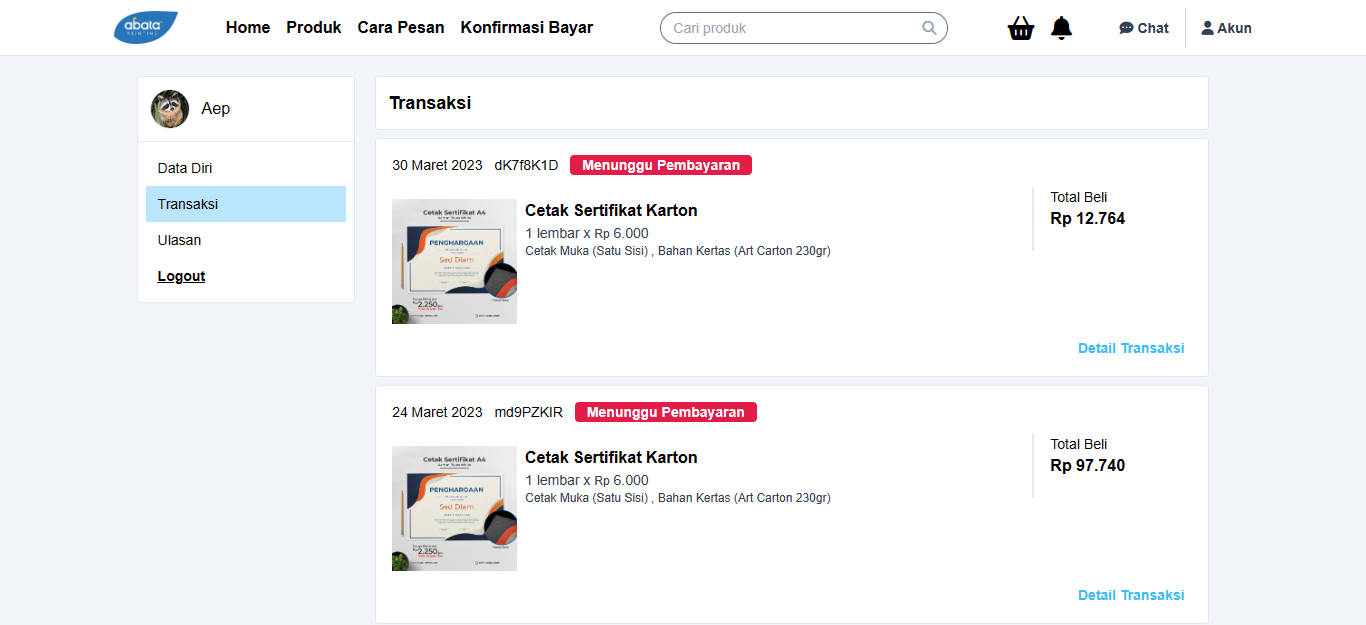 abata
PRINTING
Home Produk Cara Pesan Konfirmasi Bayar
Cari produk
Chat
Akun
Aep
Data Diri
Transaksi
Ulasan
Logout
Transaksi
30 Maret 2023 dK7f8K1D Menunggu Pembayaran
Cetak Sertifikat A4
PENGHARGAAN
Sed Diam
2.250
Cetak Sertifikat Karton
1 lembar x Rp 6.000
Cetak Muka (Satu Sisi) , Bahan Kertas (Art Carton 230gr)
Total Beli
Rp 12.764
Detail Transaksi
24 Maret 2023 md9PZKIR Menunggu Pembayaran
Cetak Sertifikat A4
PENGHARGAAN
Sed Diam
2.250
Cetak Sertifikat Karton
1 lembar x Rp 6.000
Cetak Muka (Satu Sisi) , Bahan Kertas (Art Carton 230gr)
Total Beli
Rp 97.740
Detail Transaksi